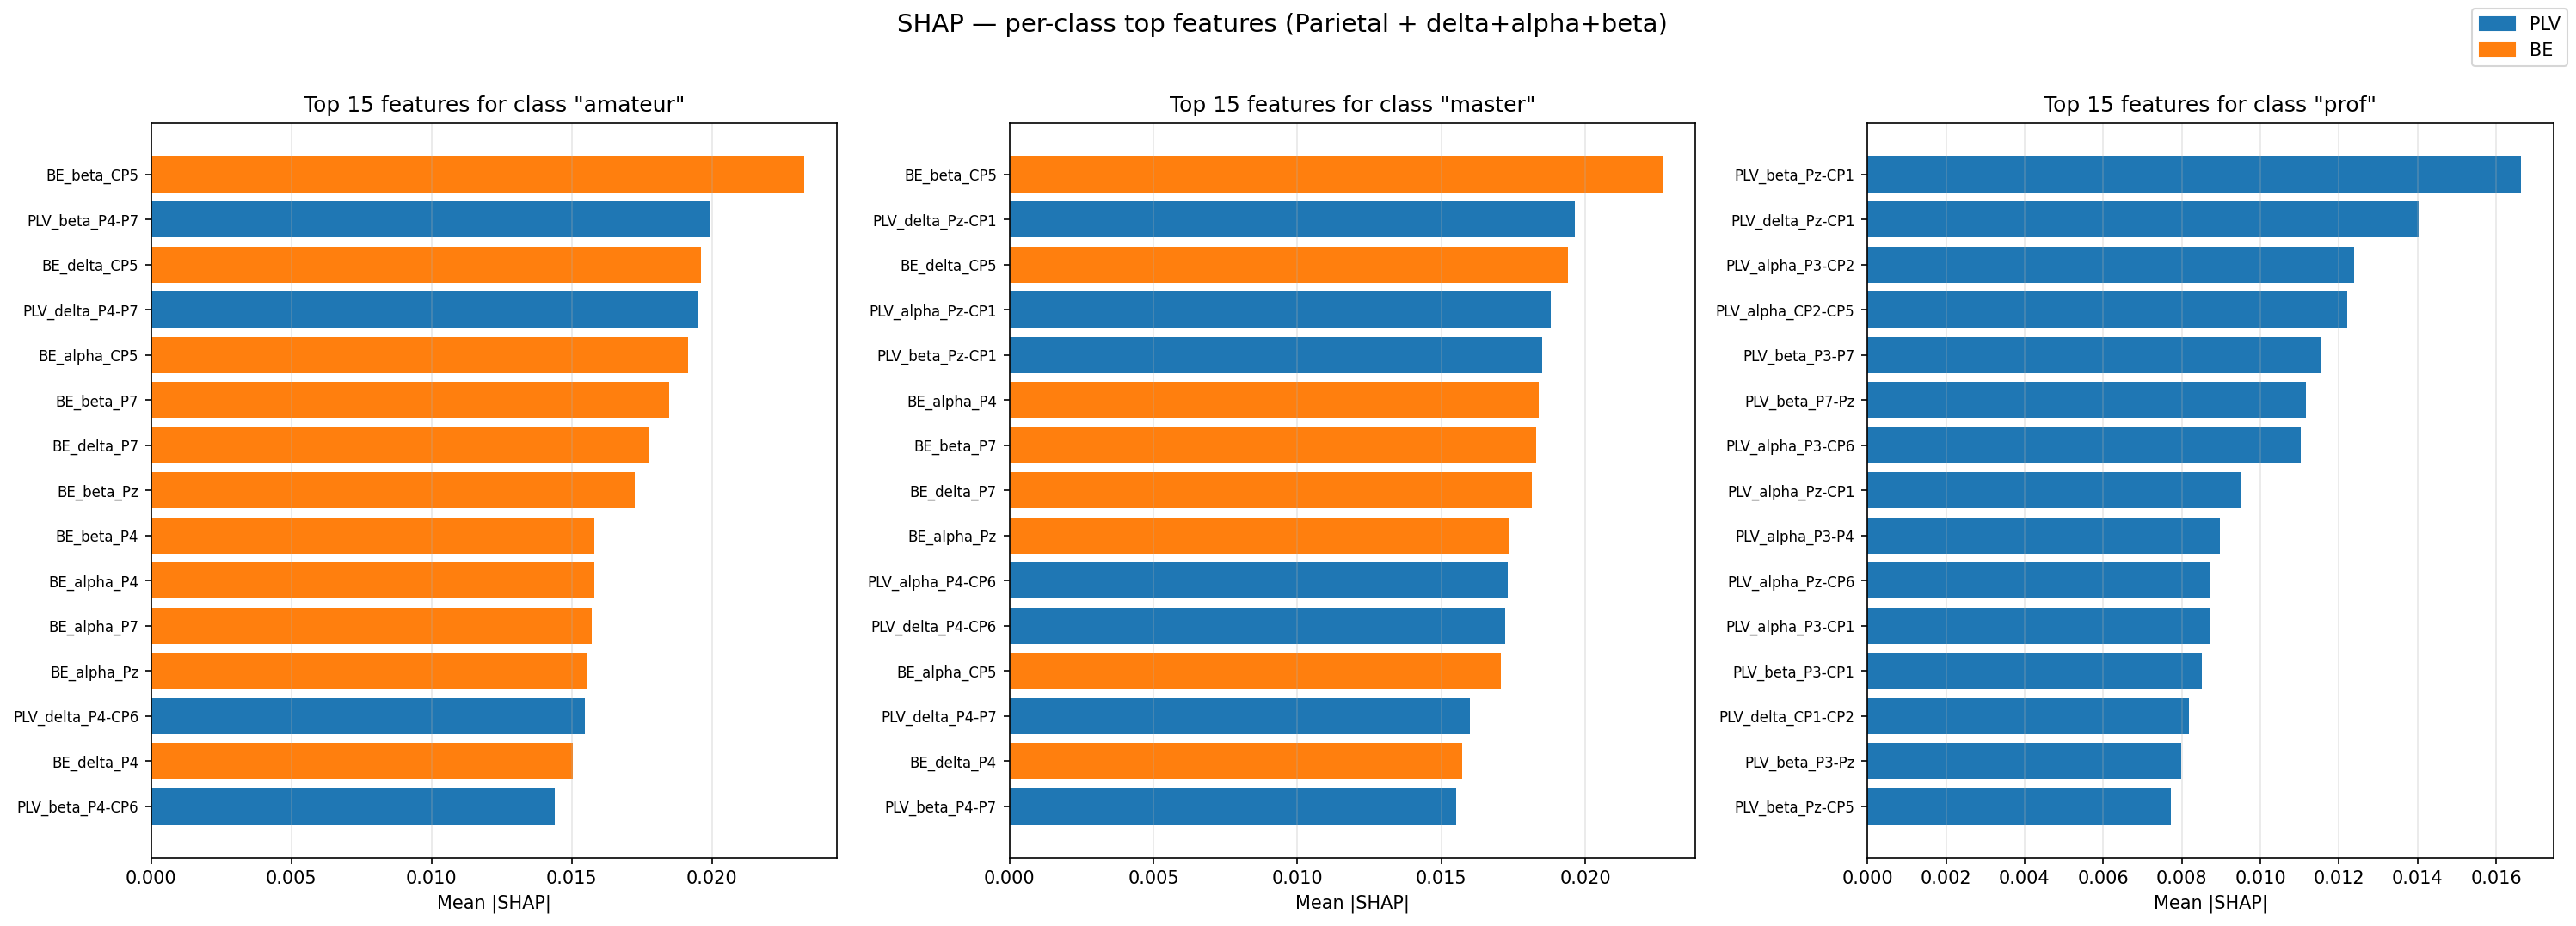 SHAP — per-class top features (Parietal + delta+alpha+beta)
PLV
BE
Top 15 features for class "amateur"
BE_beta_CP5
PLV_beta_P4-P7
BE_delta_CP5
PLV_delta_P4-P7
BE_alpha_CP5
BE_beta_P7
BE_delta_P7
BE_beta_Pz
BE_beta_P4
BE_alpha_P4
BE_alpha_P7
BE_alpha_Pz
PLV_delta_P4-CP6
BE_delta_P4
PLV_beta_P4-CP6
0.000 0.005 0.010 0.015 0.020
Mean |SHAP|
Top 15 features for class "master"
BE_beta_CP5
PLV_delta_Pz-CP1
BE_delta_CP5
PLV_alpha_Pz-CP1
PLV_beta_Pz-CP1
BE_alpha_P4
BE_beta_P7
BE_delta_P7
BE_alpha_Pz
PLV_alpha_P4-CP6
PLV_delta_P4-CP6
BE_alpha_CP5
PLV_delta_P4-P7
BE_delta_P4
PLV_beta_P4-P7
0.000 0.005 0.010 0.015 0.020
Mean |SHAP|
Top 15 features for class "prof"
PLV_beta_Pz-CP1
PLV_delta_Pz-CP1
PLV_alpha_P3-CP2
PLV_alpha_CP2-CP5
PLV_beta_P3-P7
PLV_beta_P7-Pz
PLV_alpha_P3-CP6
PLV_alpha_Pz-CP1
PLV_alpha_P3-P4
PLV_alpha_Pz-CP6
PLV_alpha_P3-CP1
PLV_beta_P3-CP1
PLV_delta_CP1-CP2
PLV_beta_P3-Pz
PLV_beta_Pz-CP5
0.000 0.002 0.004 0.006 0.008 0.010 0.012 0.014 0.016
Mean |SHAP|